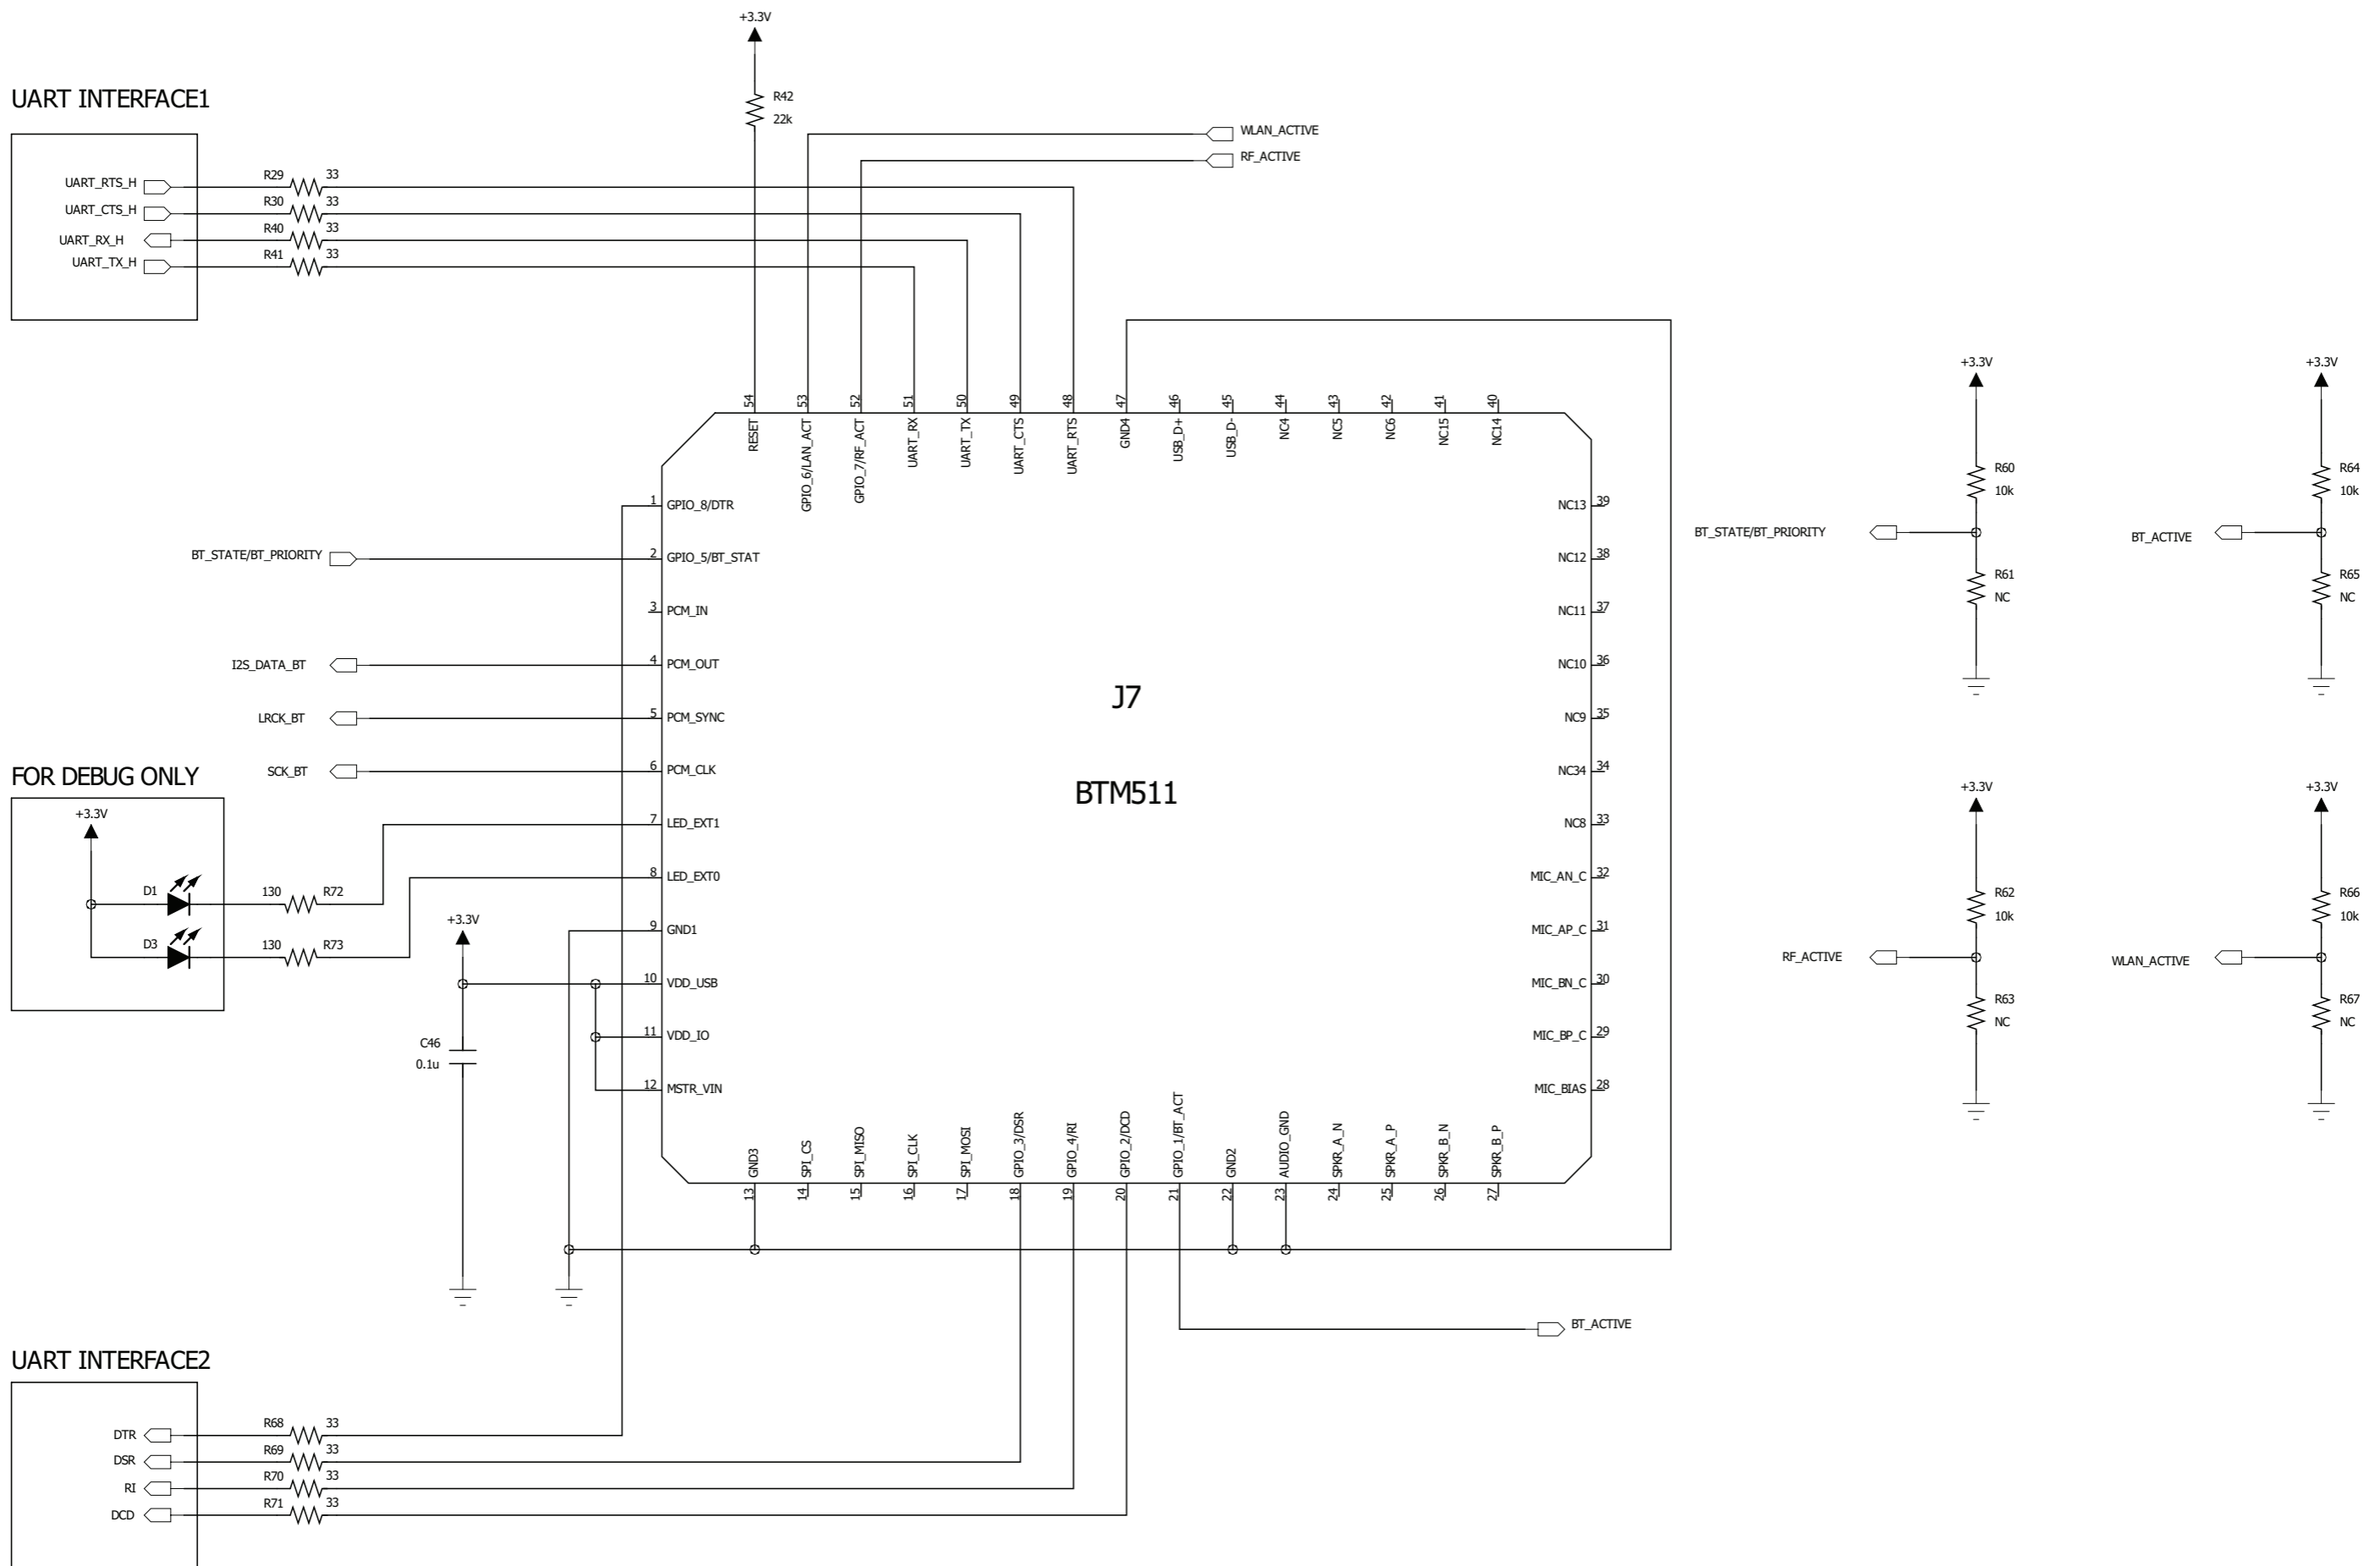 +3.3V
R42
22k
UART INTERFACE1
WLAN_ACTIVE
RF_ACTIVE
UART_RTS_H
R29
33
UART_CTS_H
R30
33
UART_RX_H
R40
33
UART_TX_H
R41
33
54
53
52
51
50
49
48
47
46
45
44
43
42
41
40
RESET
GPIO_6/LAN_ACT
GPIO_7/RF_ACT
UART_RX
UART_TX
UART_CTS
UART_RTS
GND4
USB_D+
USB_D-
NC4
NC5
NC6
NC15
NC14
1
GPIO_8/DTR
BT_STATE/BT_PRIORITY
2
GPIO_5/BT_STAT
3
PCM_IN
I2S_DATA_BT
4
PCM_OUT
LRCK_BT
5
PCM_SYNC
SCK_BT
6
PCM_CLK
7
LED_EXT1
8
LED_EXT0
9
GND1
10
VDD_USB
11
VDD_IO
12
MSTR_VIN
J7
BTM511
NC13
39
NC12
38
NC11
37
NC10
36
NC9
35
NC34
34
NC8
33
MIC_AN_C
32
MIC_AP_C
31
MIC_BN_C
30
MIC_BP_C
29
MIC_BIAS
28
FOR DEBUG ONLY
+3.3V
D1
130
R72
D3
130
R73
+3.3V
C46
0.1u
GND3
SPI_CS
SPI_MISO
SPI_CLK
SPI_MOSI
GPIO_3/DSR
GPIO_4/RI
GPIO_2/DCD
GPIO_1/BT_ACT
GND2
AUDIO_GND
SPKR_A_N
SPKR_A_P
SPKR_B_N
SPKR_B_P
13
14
15
16
17
18
19
20
21
22
23
24
25
26
27
BT_ACTIVE
UART INTERFACE2
DTR
R68
33
DSR
R69
33
RI
R70
33
DCD
R71
33
+3.3V
R60
10k
BT_STATE/BT_PRIORITY
R61
NC
+3.3V
R64
10k
BT_ACTIVE
R65
NC
+3.3V
R62
10k
RF_ACTIVE
R63
NC
+3.3V
R66
10k
WLAN_ACTIVE
R67
NC